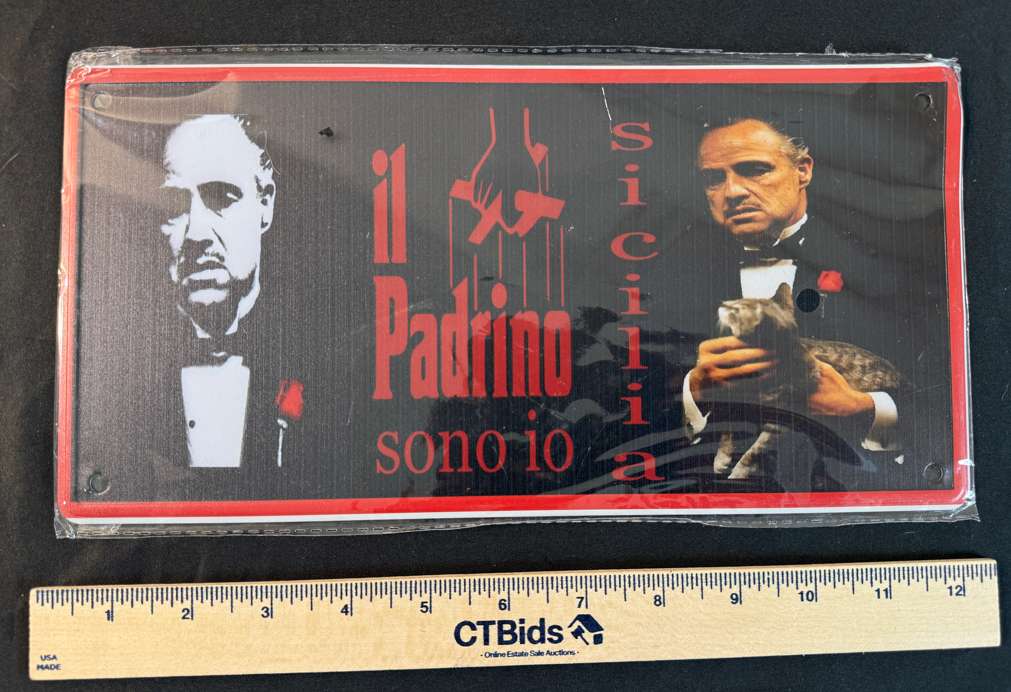 il
Padrino
sono io
sicilia
1 2 3 4 5 6 7 8 9 10 11 12
CTBids
· Online Estate Sale Auctions ·
USA
MADE